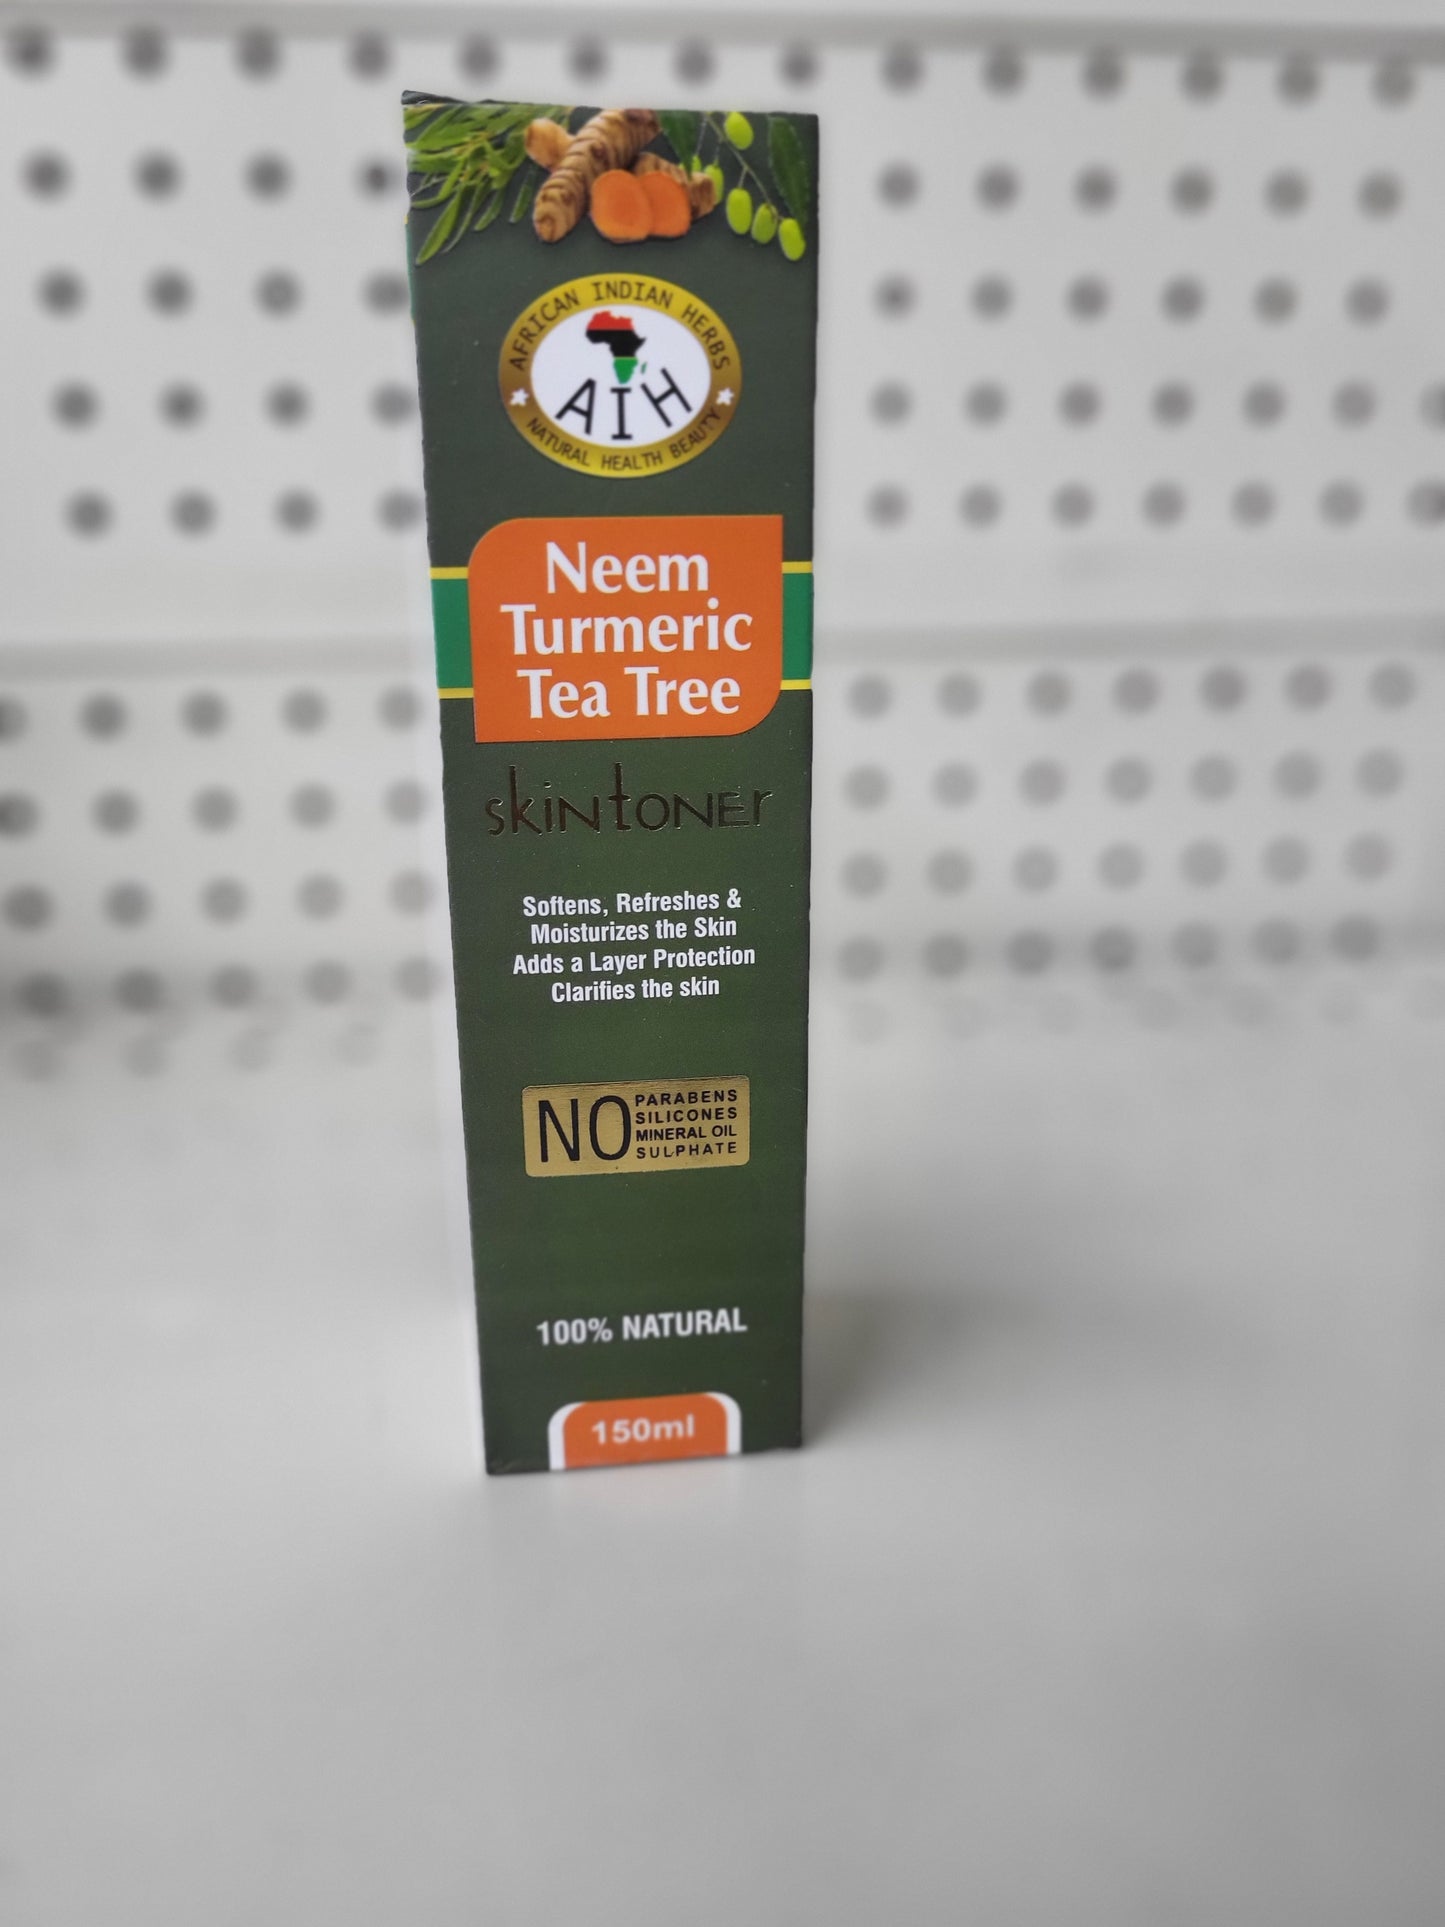 AFRICAN INDIAN HERBS
AIH
NATURAL HEALTH BEAUTY
Neem
Turmeric
Tea Tree
skintoner
Softens, Refreshes &
Moisturizes the Skin
Adds a Layer Protection
Clarifies the skin
NO
PARABENS
SILICONES
MINERAL OIL
SULPHATE
100% NATURAL
150ml